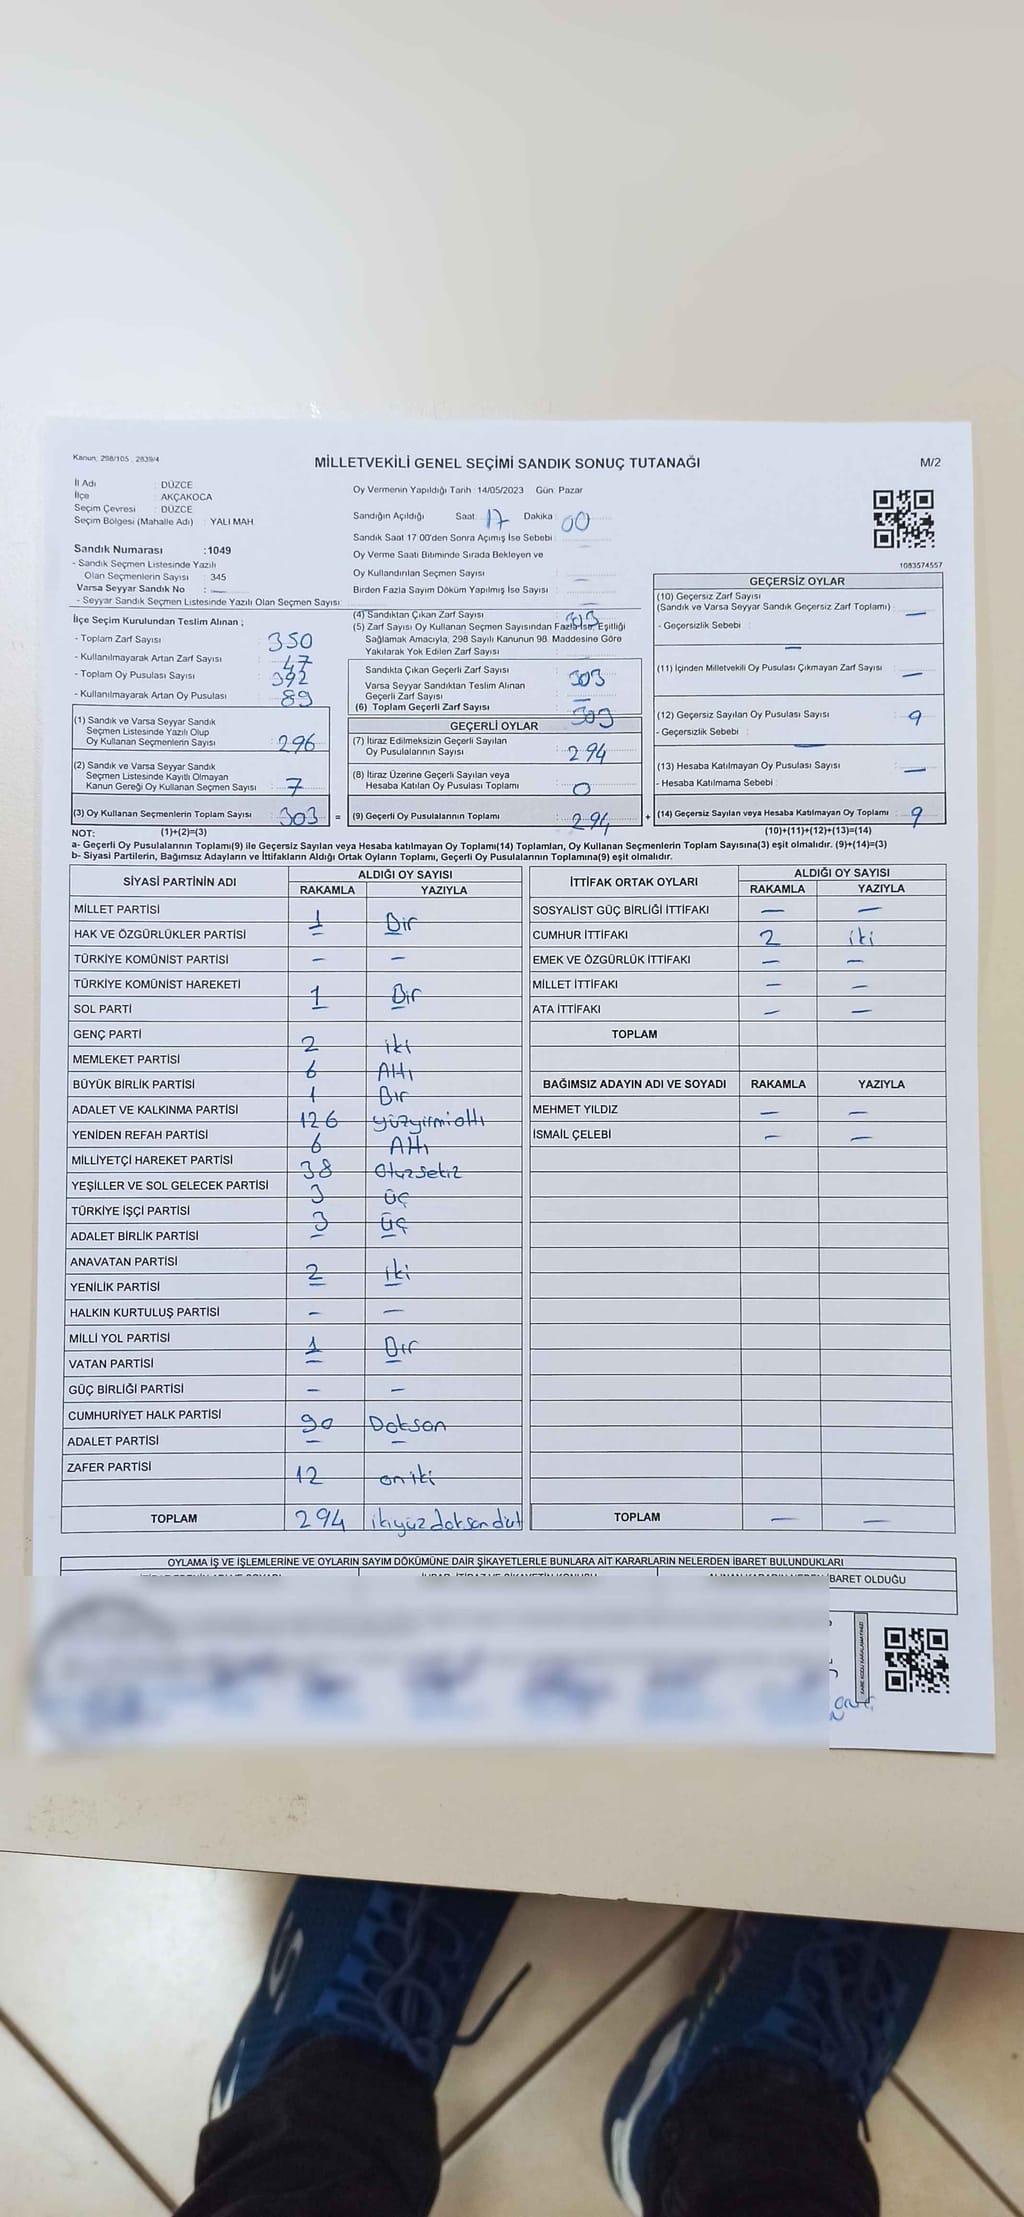 Kanun; 298/105 , 2839/4
MİLLETVEKİLİ GENEL SEÇİMİ SANDIK SONUÇ TUTANAĞI
M/2
İl Adı : DÜZCE
İlçe : AKÇAKOCA
Seçim Çevresi : DÜZCE
Seçim Bölgesi (Mahalle Adı) : YALI MAH.
Sandık Numarası :1049
- Sandık Seçmen Listesinde Yazılı
Olan Seçmenlerin Sayısı : 345
Varsa Seyyar Sandık No : —
- Seyyar Sandık Seçmen Listesinde Yazılı Olan Seçmen Sayısı:
Oy Vermenin Yapıldığı Tarih :14/05/2023 Gün: Pazar
Sandığın Açıldığı Saat: 17 Dakika : 00
Sandık Saat 17.00'den Sonra Açmış İse Sebebi : —
Oy Verme Saati Bitiminde Sırada Bekleyen ve
Oy Kullandırılan Seçmen Sayısı : —
Birden Fazla Sayım Döküm Yapılmış İse Sayısı : —
1083574557
İlçe Seçim Kurulundan Teslim Alınan ;
- Toplam Zarf Sayısı : 350
- Kullanılmayarak Artan Zarf Sayısı : 47
- Toplam Oy Pusulası Sayısı : 392
- Kullanılmayarak Artan Oy Pusulası : 89
(1) Sandık ve Varsa Seyyar Sandık
Seçmen Listesinde Yazılı Olup
Oy Kullanan Seçmenlerin Sayısı : 296
(2) Sandık ve Varsa Seyyar Sandık
Seçmen Listesinde Kayıtlı Olmayan
Kanun Gereği Oy Kullanan Seçmen Sayısı : 7
(3) Oy Kullanan Seçmenlerin Toplam Sayısı : 303 =
(4) Sandıktan Çıkan Zarf Sayısı : 303
(5) Zarf Sayısı Oy Kullanan Seçmen Sayısından Fazla İse, Eşitliği
Sağlamak Amacıyla, 298 Sayılı Kanunun 98. Maddesine Göre
Yakılarak Yok Edilen Zarf Sayısı :
Sandıkta Çıkan Geçerli Zarf Sayısı : 303
Varsa Seyyar Sandıktan Teslim Alınan
Geçerli Zarf Sayısı : —
(6) Toplam Geçerli Zarf Sayısı : 303
GEÇERLİ OYLAR
(7) İtiraz Edilmeksizin Geçerli Sayılan
Oy Pusulalarının Sayısı : 294
(8) İtiraz Üzerine Geçerli Sayılan veya
Hesaba Katılan Oy Pusulası Toplamı : 0
(9) Geçerli Oy Pusulalarının Toplamı : 294 +
GEÇERSİZ OYLAR
(10) Geçersiz Zarf Sayısı
(Sandık ve Varsa Seyyar Sandık Geçersiz Zarf Toplamı) : —
- Geçersizlik Sebebi :
—
(11) İçinden Milletvekili Oy Pusulası Çıkmayan Zarf Sayısı : —
(12) Geçersiz Sayılan Oy Pusulası Sayısı : 9
- Geçersizlik Sebebi :
—
(13) Hesaba Katılmayan Oy Pusulası Sayısı : —
- Hesaba Katılmama Sebebi :
(14) Geçersiz Sayılan veya Hesaba Katılmayan Oy Toplamı : 9
NOT: (1)+(2)=(3) (10)+(11)+(12)+(13)=(14)
a- Geçerli Oy Pusulalarının Toplamı(9) ile Geçersiz Sayılan veya Hesaba katılmayan Oy Toplamı(14) Toplamları, Oy Kullanan Seçmenlerin Toplam Sayısına(3) eşit olmalıdır. (9)+(14)=(3)
b- Siyasi Partilerin, Bağımsız Adayların ve İttifakların Aldığı Ortak Oyların Toplamı, Geçerli Oy Pusulalarının Toplamına(9) eşit olmalıdır.
SİYASİ PARTİNİN ADI ALDIĞI OY SAYISI
RAKAMLA YAZIYLA
MİLLET PARTİSİ 1 Bir
HAK VE ÖZGÜRLÜKLER PARTİSİ — —
TÜRKİYE KOMÜNİST PARTİSİ — —
TÜRKİYE KOMÜNİST HAREKETİ 1 Bir
SOL PARTİ — —
GENÇ PARTİ 2 iki
MEMLEKET PARTİSİ 6 Altı
BÜYÜK BİRLİK PARTİSİ 1 Bir
ADALET VE KALKINMA PARTİSİ 126 yüzyirmialtı
YENİDEN REFAH PARTİSİ 6 Altı
MİLLİYETÇİ HAREKET PARTİSİ 38 Otuzsekiz
YEŞİLLER VE SOL GELECEK PARTİSİ 3 üç
TÜRKİYE İŞÇİ PARTİSİ 3 üç
ADALET BİRLİK PARTİSİ — —
ANAVATAN PARTİSİ 2 iki
YENİLİK PARTİSİ — —
HALKIN KURTULUŞ PARTİSİ — —
MİLLİ YOL PARTİSİ 1 Bir
VATAN PARTİSİ — —
GÜÇ BİRLİĞİ PARTİSİ — —
CUMHURİYET HALK PARTİSİ 90 Doksan
ADALET PARTİSİ — —
ZAFER PARTİSİ 12 oniki
TOPLAM 294 ikiyüzdoksandört
İTTİFAK ORTAK OYLARI ALDIĞI OY SAYISI
RAKAMLA YAZIYLA
SOSYALİST GÜÇ BİRLİĞİ İTTİFAKI — —
CUMHUR İTTİFAKI 2 iki
EMEK VE ÖZGÜRLÜK İTTİFAKI — —
MİLLET İTTİFAKI — —
ATA İTTİFAKI — —
TOPLAM
BAĞIMSIZ ADAYIN ADI VE SOYADI RAKAMLA YAZIYLA
MEHMET YILDIZ — —
İSMAİL ÇELEBİ — —
TOPLAM — —
OYLAMA İŞ VE İŞLEMLERİNE VE OYLARIN SAYIM DÖKÜMÜNE DAİR ŞİKAYETLERLE BUNLARA AİT KARARLARIN NELERDEN İBARET BULUNDUKLARI
İBARET OLDUĞU